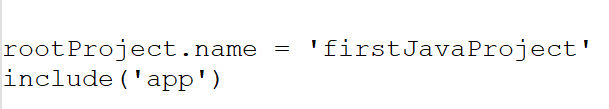 rootProject.name = 'firstJavaProject'
include('app')